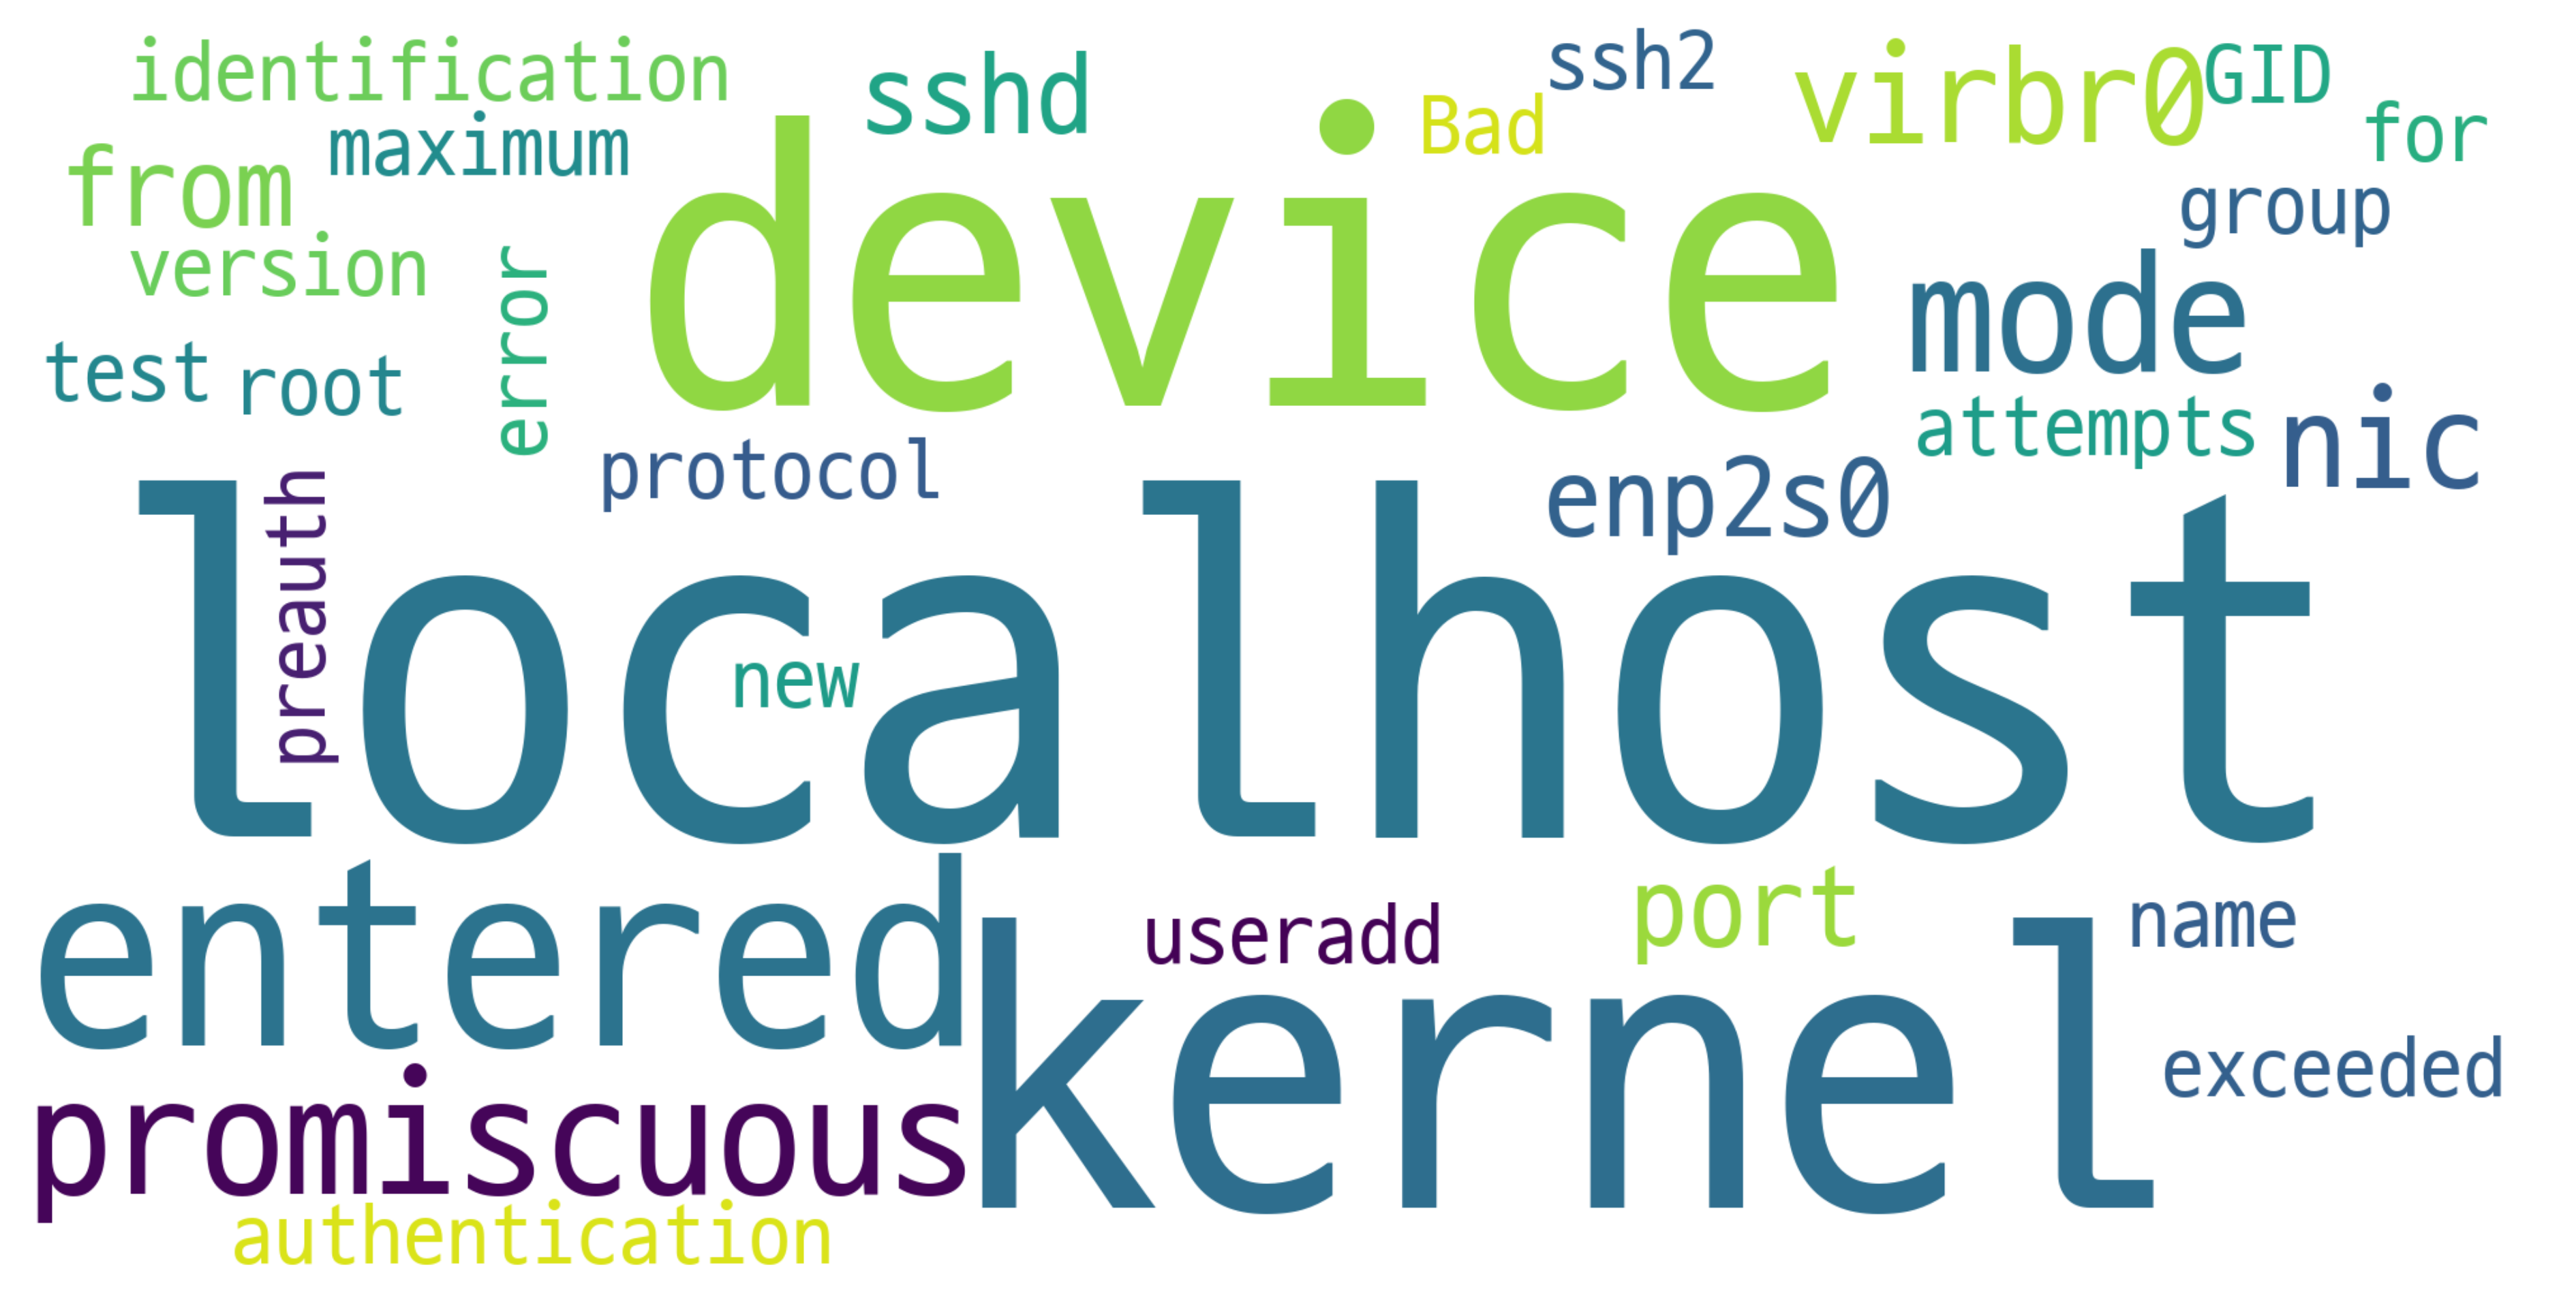 identification
sshd
ssh2
virbr0
GID
maximum
Bad
for
from
device
group
version
error
mode
test
root
attempts
nic
protocol
enp2s0
preauth
localhost
new
entered
useradd
port
name
kernel
exceeded
promiscuous
authentication